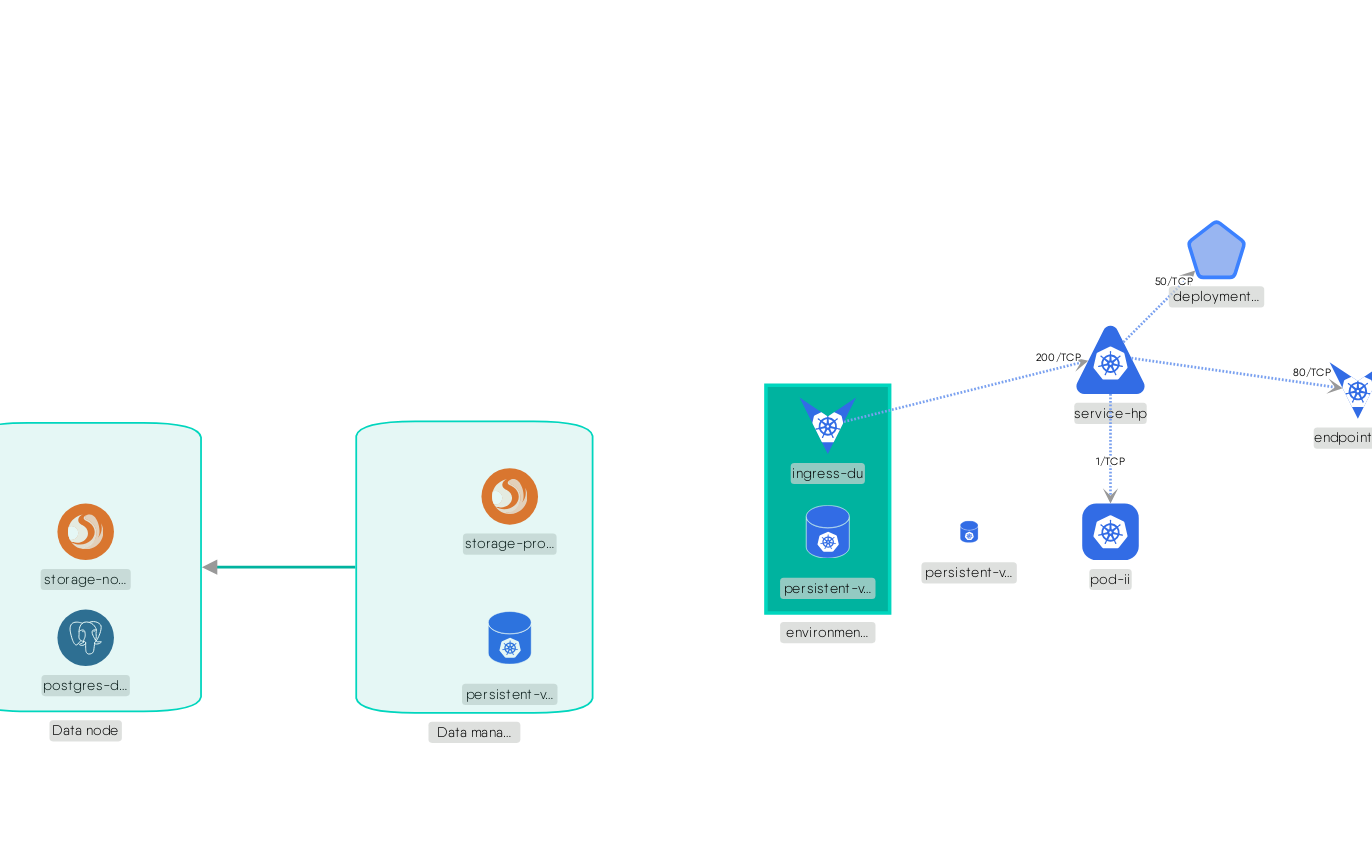 50/TCP
deployment...
200/TCP
service-hp
80/TCP
endpoint
1/TCP
pod-ii
ingress-du
persistent-v...
environmen...
persistent-v...
storage-pro...
persistent-v...
Data mana...
storage-no...
postgres-d...
Data node